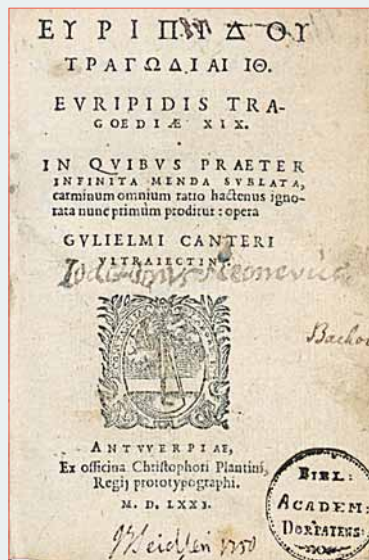 ΕΥΡΙΠΙΔΟΥ
ΤΡΑΓΩΔΙΑΙ ΙΘ.
EVRIPIDIS TRA-
GOEDIÆ XIX.
IN QVIBVS PRAETER
INFINITA MENDA SVBLATA,
carminum omnium ratio hactenus igno-
rata nunc primùm proditur: opera
GVLIELMI CANTERI
VLTRAIECTINI.
ANTVVERPIAE,
Ex officina Christophori Plantini,
Regij prototypographi.
M. D. LXXI.
BIBL:
ACADEM:
DORPATENS:
1750